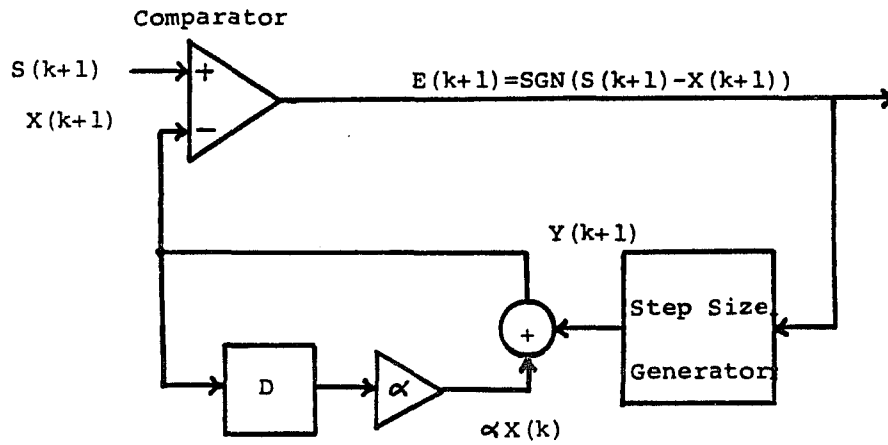 Comparator
S(k+1)
+
E(k+1)=SGN(S(k+1)-X(k+1))
X(k+1)
−
Y(k+1)
Step Size
+
Generator
D
α
αX(k)